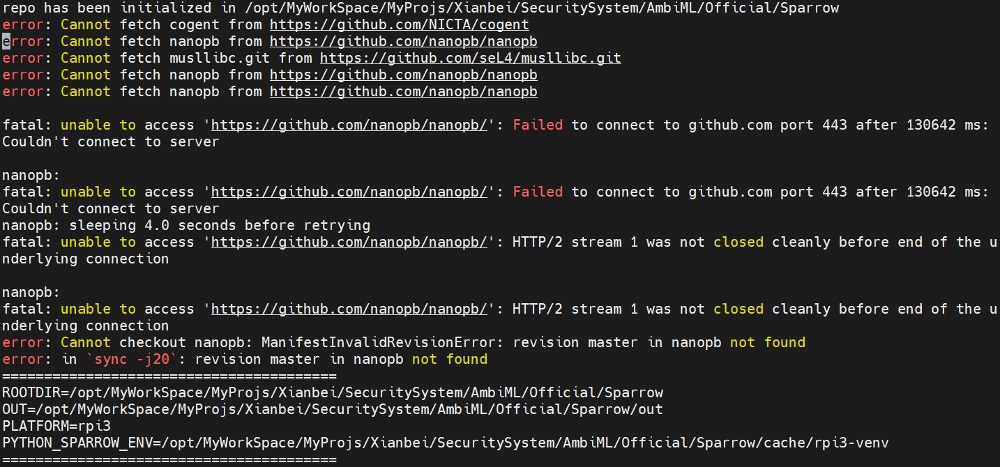 repo has been initialized in /opt/MyWorkSpace/MyProjs/Xianbei/SecuritySystem/AmbiML/Official/Sparrow
error: Cannot fetch cogent from https://github.com/NICTA/cogent
error: Cannot fetch nanopb from https://github.com/nanopb/nanopb
error: Cannot fetch musllibc.git from https://github.com/seL4/musllibc.git
error: Cannot fetch nanopb from https://github.com/nanopb/nanopb
error: Cannot fetch nanopb from https://github.com/nanopb/nanopb
fatal: unable to access 'https://github.com/nanopb/nanopb/': Failed to connect to github.com port 443 after 130642 ms:
Couldn't connect to server
nanopb:
fatal: unable to access 'https://github.com/nanopb/nanopb/': Failed to connect to github.com port 443 after 130642 ms:
Couldn't connect to server
nanopb: sleeping 4.0 seconds before retrying
fatal: unable to access 'https://github.com/nanopb/nanopb/': HTTP/2 stream 1 was not closed cleanly before end of the u
nderlying connection
nanopb:
fatal: unable to access 'https://github.com/nanopb/nanopb/': HTTP/2 stream 1 was not closed cleanly before end of the u
nderlying connection
error: Cannot checkout nanopb: ManifestInvalidRevisionError: revision master in nanopb not found
error: in `sync -j20`: revision master in nanopb not found
========================================
ROOTDIR=/opt/MyWorkSpace/MyProjs/Xianbei/SecuritySystem/AmbiML/Official/Sparrow
OUT=/opt/MyWorkSpace/MyProjs/Xianbei/SecuritySystem/AmbiML/Official/Sparrow/out
PLATFORM=rpi3
PYTHON_SPARROW_ENV=/opt/MyWorkSpace/MyProjs/Xianbei/SecuritySystem/AmbiML/Official/Sparrow/cache/rpi3-venv
========================================